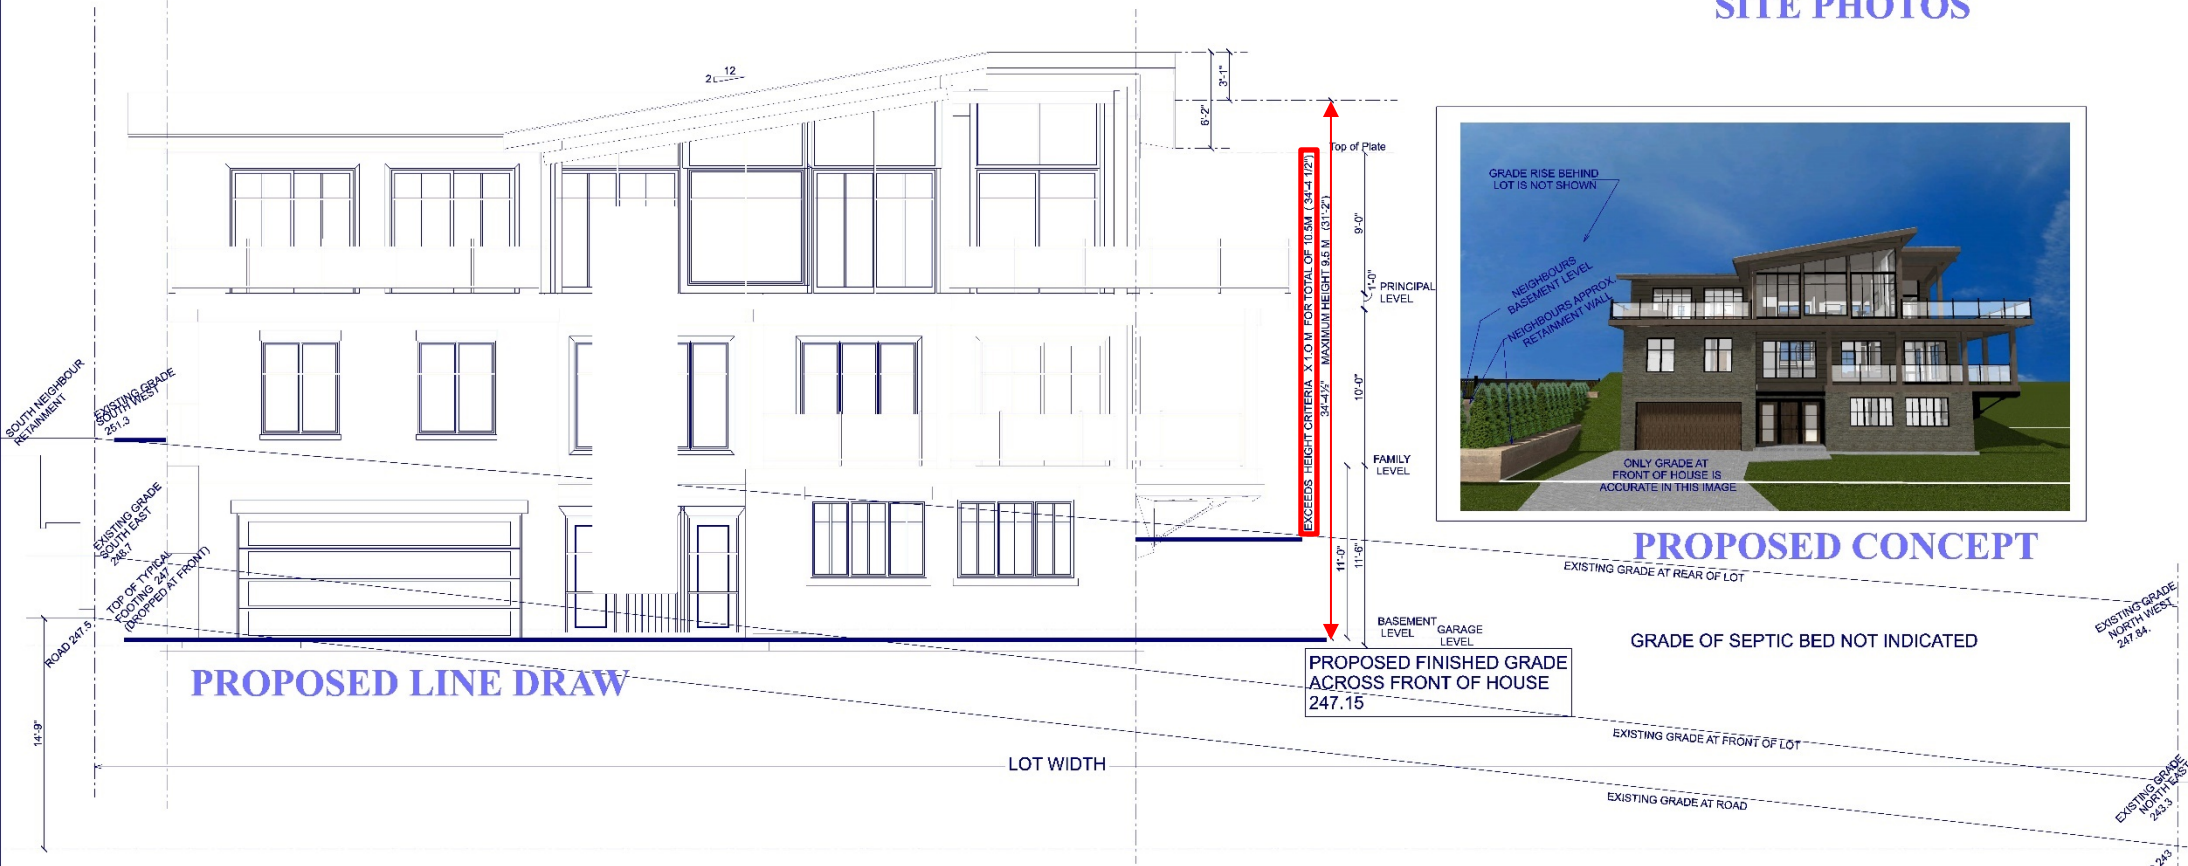 SITE PHOTOS
12
2
3'-1"
6'-2"
Top of Plate
EXCEEDS HEIGHT CRITERIA X 1.0 M FOR TOTAL OF 10.5M ( 34'-4 1/2")
34'-4½" MAXIMUM HEIGHT 9.5 M (31'-2")
9'-0"
1'-0"
PRINCIPAL
LEVEL
10'-0"
FAMILY
LEVEL
11'-0"
11'-6"
BASEMENT
LEVEL
GARAGE
LEVEL
GRADE RISE BEHIND
LOT IS NOT SHOWN
NEIGHBOURS
BASEMENT LEVEL
NEIGHBOURS APPROX.
RETAINMENT WALL
ONLY GRADE AT
FRONT OF HOUSE IS
ACCURATE IN THIS IMAGE
PROPOSED CONCEPT
SOUTH NEIGHBOUR
RETAINMENT
EXISTING GRADE
SOUTH WEST
251.3
EXISTING GRADE
SOUTH EAST
248.7
TOP OF TYPICAL
FOOTING 247
(DROPPED AT FRONT)
ROAD 247.5
14'-9"
PROPOSED LINE DRAW
PROPOSED FINISHED GRADE
ACROSS FRONT OF HOUSE
247.15
EXISTING GRADE AT REAR OF LOT
GRADE OF SEPTIC BED NOT INDICATED
EXISTING GRADE
NORTH WEST
247.84.
EXISTING GRADE AT FRONT OF LOT
LOT WIDTH
EXISTING GRADE AT ROAD
EXISTING GRADE
NORTH EAST
243.3
243